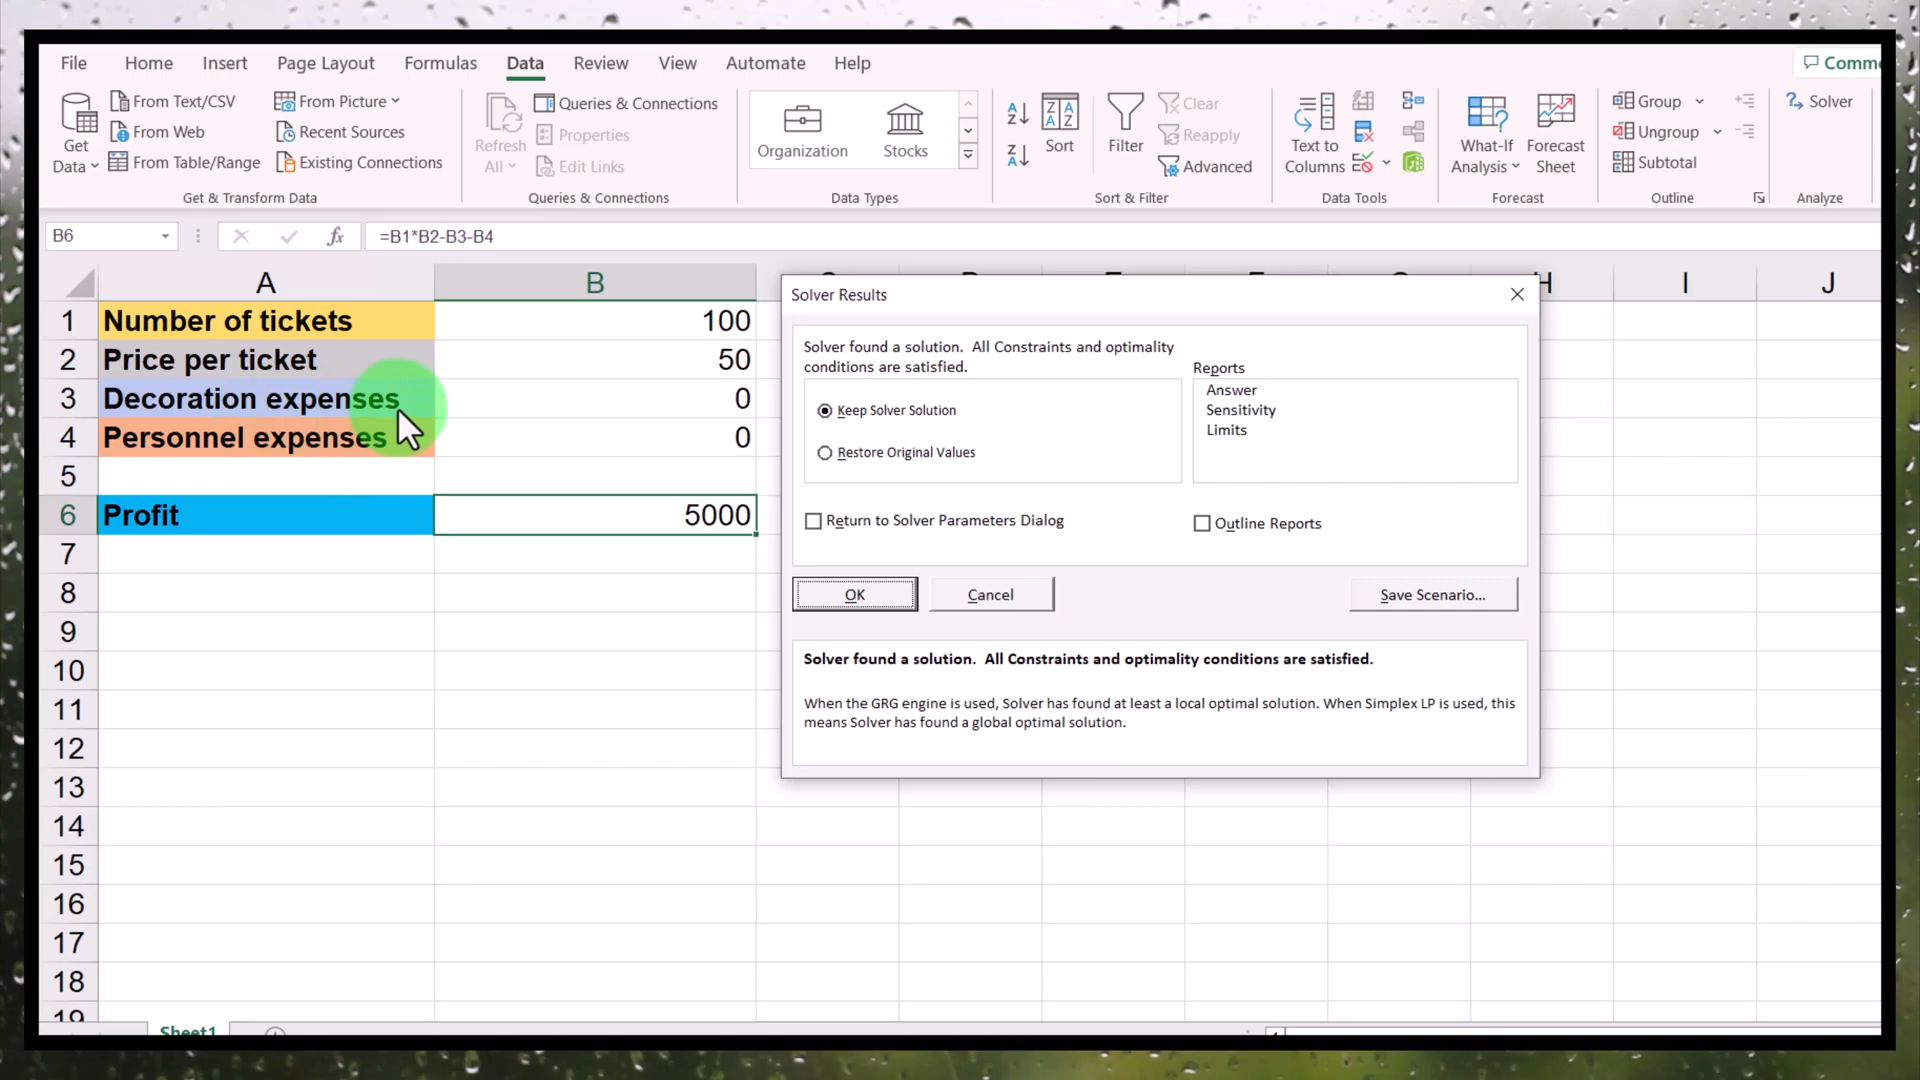 File Home Insert Page Layout Formulas Data Review View Automate Help
Get Data
From Text/CSV
From Web
From Table/Range
From Picture
Recent Sources
Existing Connections
Get & Transform Data
Refresh All
Queries & Connections
Properties
Edit Links
Queries & Connections
Organization
Stocks
Data Types
Sort
Filter
Clear
Reapply
Advanced
Sort & Filter
Text to Columns
Data Tools
What-If Analysis
Forecast Sheet
Forecast
Group
Ungroup
Subtotal
Outline
Solver
Analyze
B6
fx
=B1*B2-B3-B4
A B H I J
1 Number of tickets 100
2 Price per ticket 50
3 Decoration expenses 0
4 Personnel expenses 0
5
6 Profit 5000
7
8
9
10
11
12
13
14
15
16
17
18
19
Sheet1
Solver Results
Solver found a solution. All Constraints and optimality
conditions are satisfied.
Keep Solver Solution
Restore Original Values
Reports
Answer
Sensitivity
Limits
Return to Solver Parameters Dialog
Outline Reports
OK
Cancel
Save Scenario...
Solver found a solution. All Constraints and optimality conditions are satisfied.
When the GRG engine is used, Solver has found at least a local optimal solution. When Simplex LP is used, this
means Solver has found a global optimal solution.